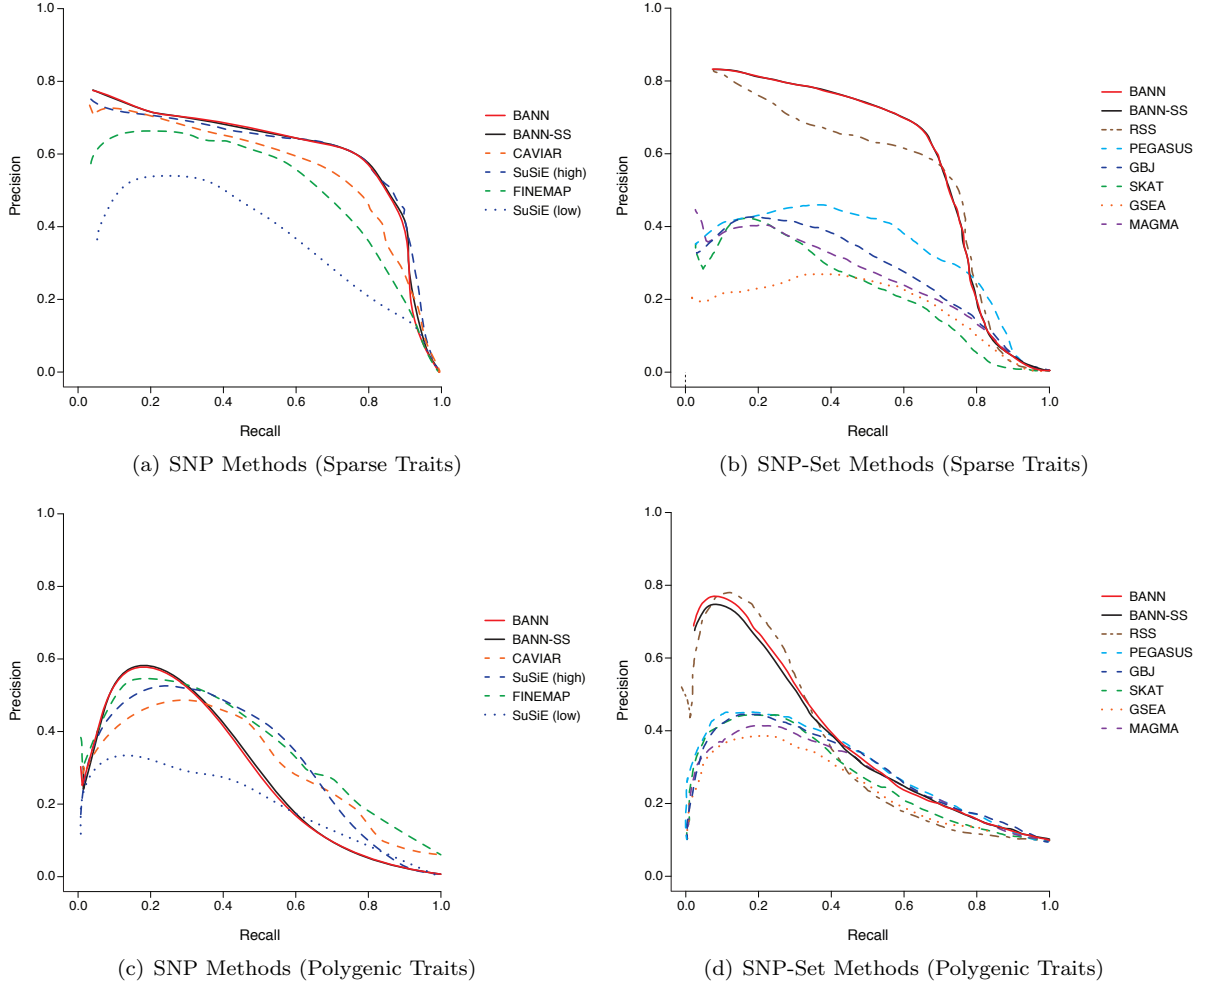 1.0
0.8
0.6
0.4
0.2
0.0
Precision
0.0 0.2 0.4 0.6 0.8 1.0
Recall
BANN
BANN-SS
CAVIAR
SuSiE (high)
FINEMAP
SuSiE (low)
(a) SNP Methods (Sparse Traits)
1.0
0.8
0.6
0.4
0.2
0.0
Precision
0.0 0.2 0.4 0.6 0.8 1.0
Recall
BANN
BANN-SS
RSS
PEGASUS
GBJ
SKAT
GSEA
MAGMA
(b) SNP-Set Methods (Sparse Traits)
1.0
0.8
0.6
0.4
0.2
0.0
Precision
0.0 0.2 0.4 0.6 0.8 1.0
Recall
BANN
BANN-SS
CAVIAR
SuSiE (high)
FINEMAP
SuSiE (low)
(c) SNP Methods (Polygenic Traits)
1.0
0.8
0.6
0.4
0.2
0.0
Precision
0.0 0.2 0.4 0.6 0.8 1.0
Recall
BANN
BANN-SS
RSS
PEGASUS
GBJ
SKAT
GSEA
MAGMA
(d) SNP-Set Methods (Polygenic Traits)